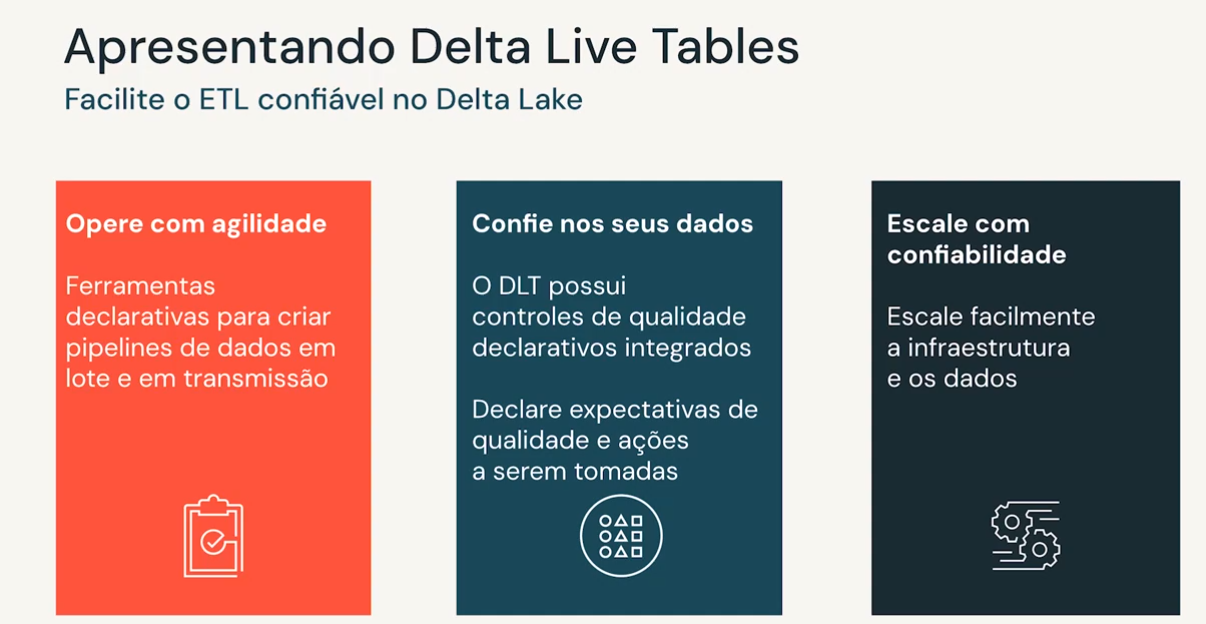 Apresentando Delta Live Tables
Facilite o ETL confiável no Delta Lake
Opere com agilidade
Ferramentas
declarativas para criar
pipelines de dados em
lote e em transmissão
Confie nos seus dados
O DLT possui
controles de qualidade
declarativos integrados
Declare expectativas de
qualidade e ações
a serem tomadas
Escale com
confiabilidade
Escale facilmente
a infraestrutura
e os dados